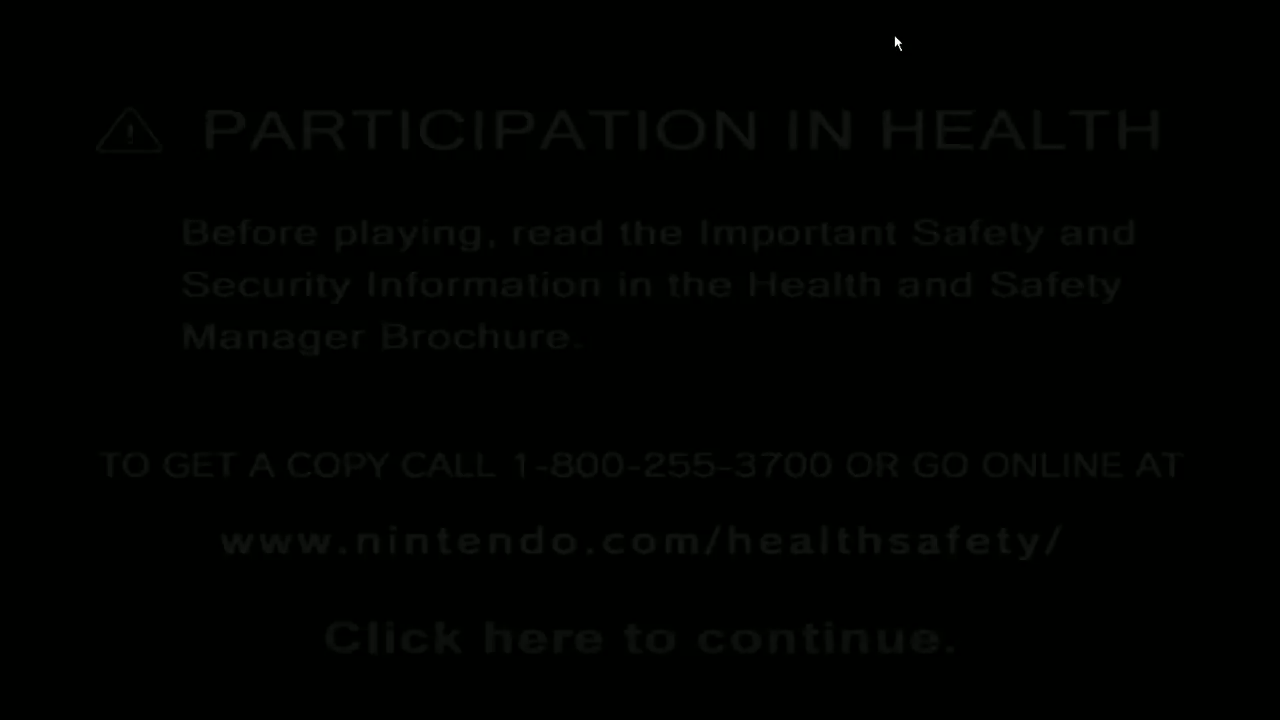 PARTICIPATION IN HEALTH
Before playing, read the Important Safety and
Security Information in the Health and Safety
Manager Brochure.
TO GET A COPY CALL 1-800-255-3700 OR GO ONLINE AT
www.nintendo.com/healthsafety/
Click here to continue.